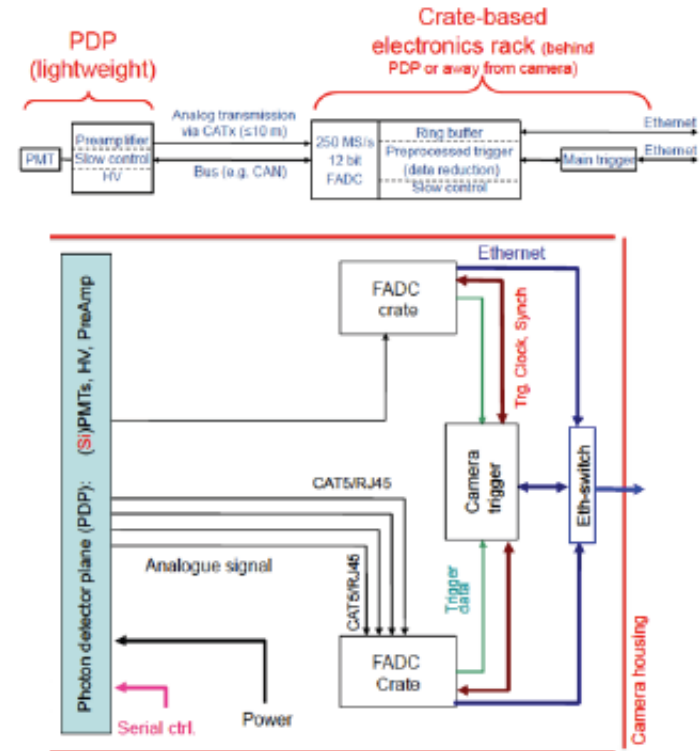 PDP
(lightweight)
Crate-based
electronics rack (behind
PDP or away from camera)
Analog transmission
via CATx (≤10 m)
Bus (e.g. CAN)
PMT
Preamplifier
Slow control
HV
250 MS/s
12 bit
FADC
Ring buffer
Preprocessed trigger
(data reduction)
Slow control
Main trigger
Ethernet
Ethernet
Ethernet
Photon detector plane (PDP): (Si)PMTs, HV, PreAmp
FADC
crate
Trg, Clock, Synch
Camera
trigger
Eth-switch
CAT5/RJ45
Analogue signal
CAT5/RJ45
Trigger
data
FADC
Crate
Power
Serial ctrl.
Camera housing